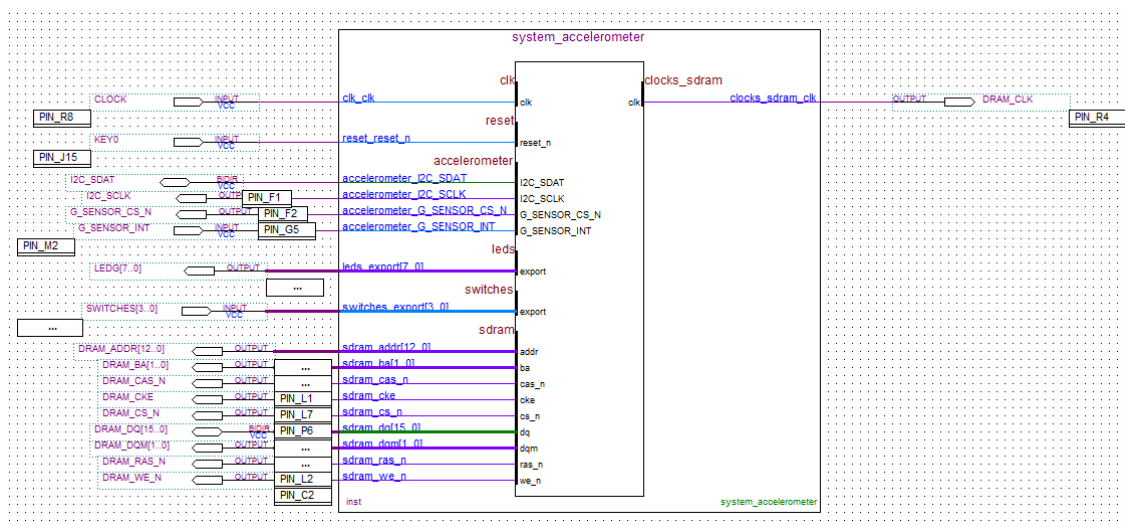 system_accelerometer
clk clocks_sdram
CLOCK INPUT VCC clk_clk clk clk clocks_sdram_clk OUTPUT DRAM_CLK
PIN_R8 PIN_R4
reset
KEY0 INPUT VCC reset_reset_n reset_n
PIN_J15
accelerometer
I2C_SDAT BIDIR VCC accelerometer_I2C_SDAT I2C_SDAT
I2C_SCLK OUTPUT PIN_F1 accelerometer_I2C_SCLK I2C_SCLK
G_SENSOR_CS_N OUTPUT PIN_F2 accelerometer_G_SENSOR_CS_N G_SENSOR_CS_N
G_SENSOR_INT INPUT VCC PIN_G5 accelerometer_G_SENSOR_INT G_SENSOR_INT
PIN_M2
leds
LEDG[7..0] OUTPUT leds_export[7..0] export
...
switches
SWITCHES[3..0] INPUT VCC switches_export[3..0] export
...
sdram
DRAM_ADDR[12..0] OUTPUT sdram_addr[12..0] addr
DRAM_BA[1..0] OUTPUT ... sdram_ba[1..0] ba
DRAM_CAS_N OUTPUT ... sdram_cas_n cas_n
DRAM_CKE OUTPUT PIN_L1 sdram_cke cke
DRAM_CS_N OUTPUT PIN_L7 sdram_cs_n cs_n
DRAM_DQ[15..0] BIDIR VCC PIN_P6 sdram_dq[15..0] dq
DRAM_DQM[1..0] OUTPUT ... sdram_dqm[1..0] dqm
DRAM_RAS_N OUTPUT ... sdram_ras_n ras_n
DRAM_WE_N OUTPUT PIN_L2 sdram_we_n we_n
PIN_C2
inst system_accelerometer